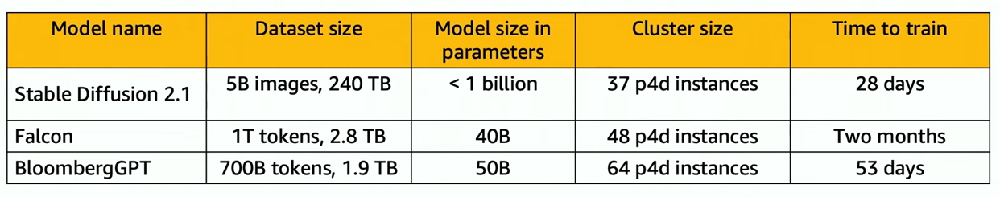 Model name Dataset size Model size in parameters Cluster size Time to train
Stable Diffusion 2.1 5B images, 240 TB < 1 billion 37 p4d instances 28 days
Falcon 1T tokens, 2.8 TB 40B 48 p4d instances Two months
BloombergGPT 700B tokens, 1.9 TB 50B 64 p4d instances 53 days